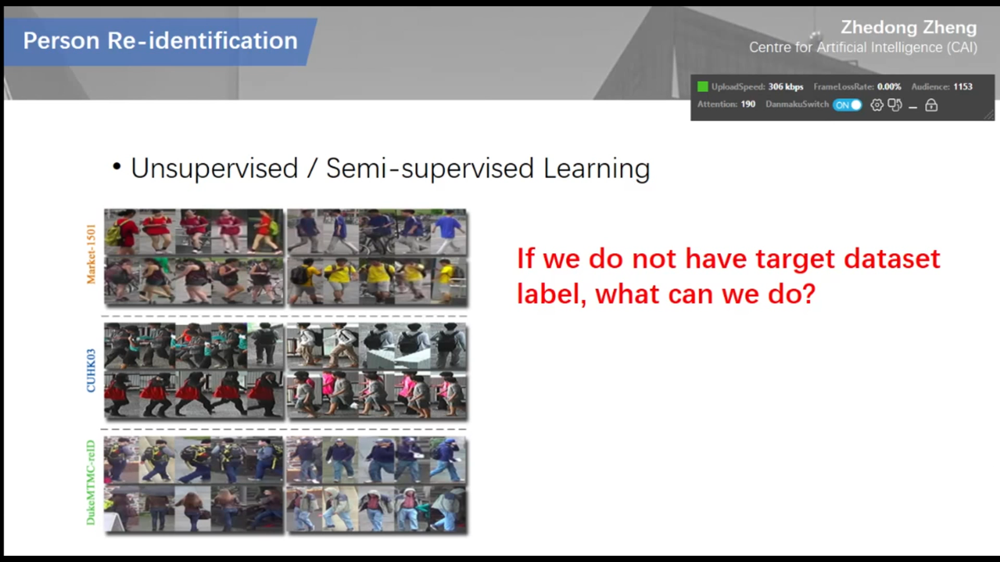 Person Re-identification
Zhedong Zheng
Centre for Artificial Intelligence (CAI)
UploadSpeed: 306 kbps FrameLossRate: 0.00% Audience: 1153
Attention: 190 DanmakuSwitch ON
• Unsupervised / Semi-supervised Learning
Market-1501
If we do not have target dataset
label, what can we do?
CUHK03
DukeMTMC-reID